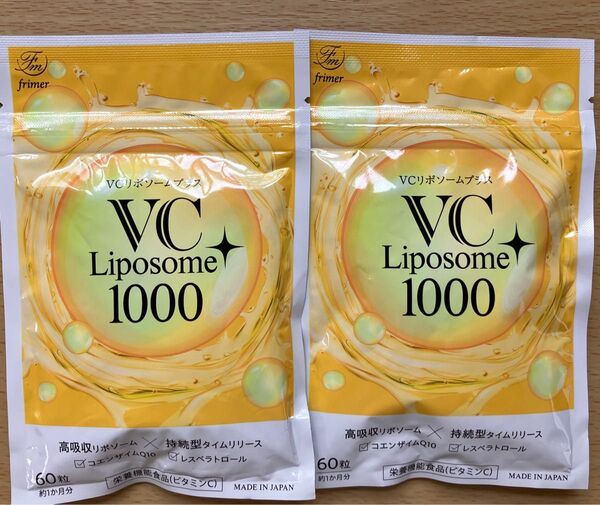 Fm
frimer
VCリポソームプラス
VC
Liposome
1000
高吸収リポソーム×持続型タイムリリース
コエンザイムQ10 レスベラトロール
60粒
約1か月分
栄養機能食品(ビタミンC)
MADE IN JAPAN
Fm
frimer
VCリポソームプラス
VC
Liposome
1000
高吸収リポソーム×持続型タイムリリース
コエンザイムQ10 レスベラトロール
60粒
約1か月分
栄養機能食品(ビタミンC)
MADE IN JAPAN